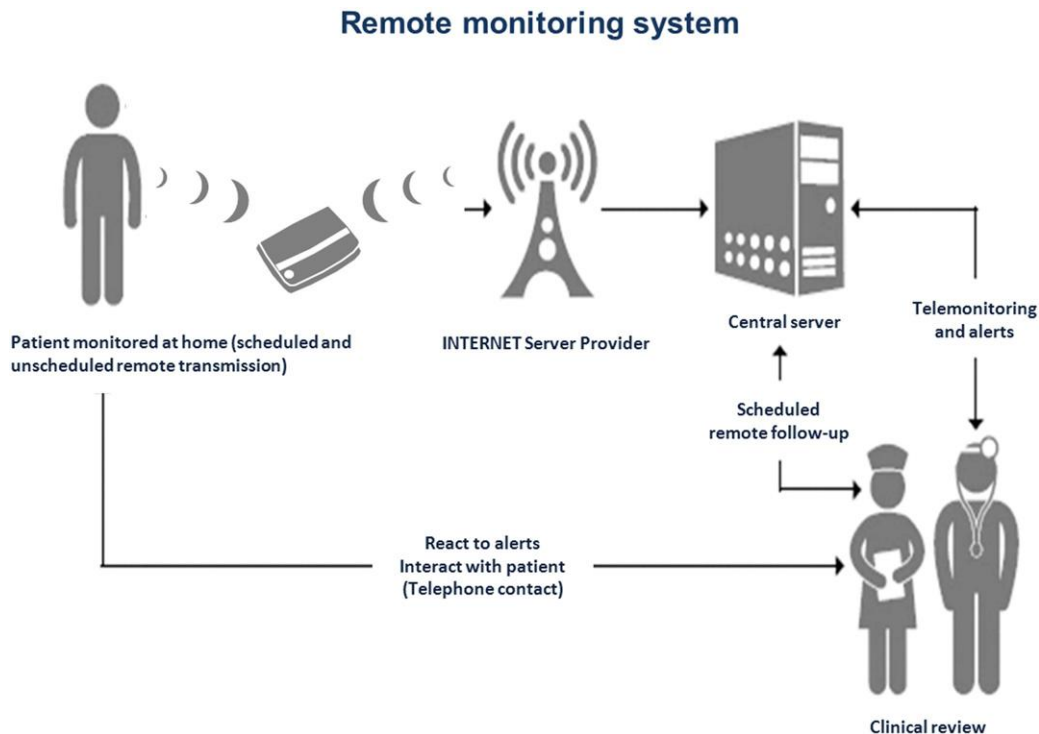 Remote monitoring system
Patient monitored at home (scheduled and
unscheduled remote transmission)
INTERNET Server Provider
Central server
Telemonitoring
and alerts
Scheduled
remote follow-up
React to alerts
Interact with patient
(Telephone contact)
Clinical review